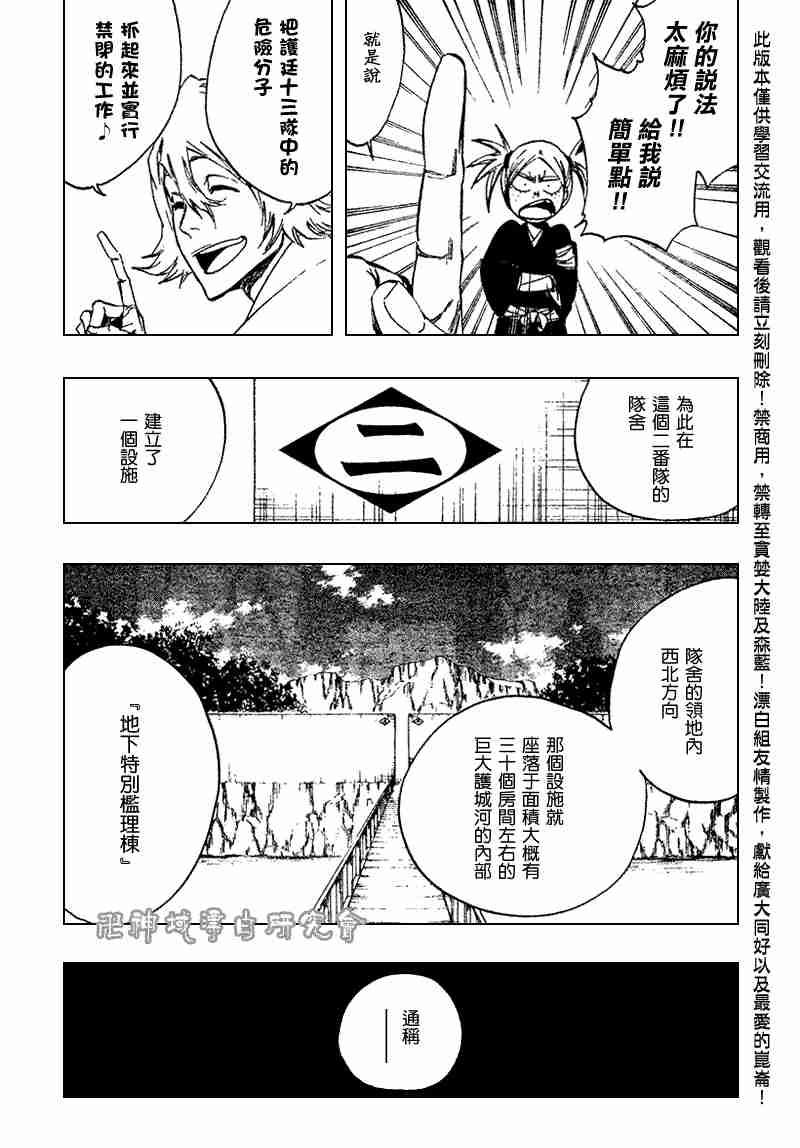 你的說法
太麻煩了!!
給我說
簡單點!!
就是說
把護廷十三隊中的
危險分子
抓起來並實行
禁閉的工作♪
為此在
這個二番隊的
隊舍
二
建立了
一個設施
隊舍的領地內
西北方向
那個設施就
座落于面積大概有
三十個房間左右的
巨大護城河的內部
『地下特別檻理棟』
卍神域漂白研究會
通稱
——
此版本僅供學習交流用，觀看後請立刻刪除！禁商用，禁轉至貪婪大陸及森藍！漂白組友情製作，獻給廣大同好以及最愛的崑崙！